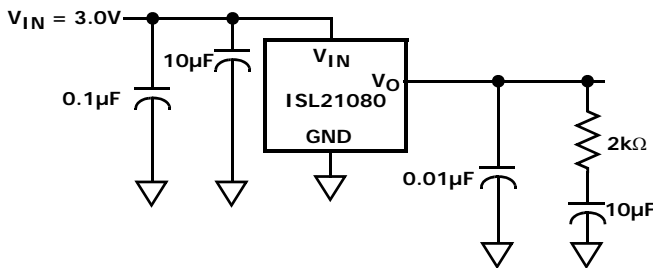 VIN = 3.0V
10µF
0.1µF
VIN
VO
ISL21080
GND
2kΩ
0.01µF
10µF